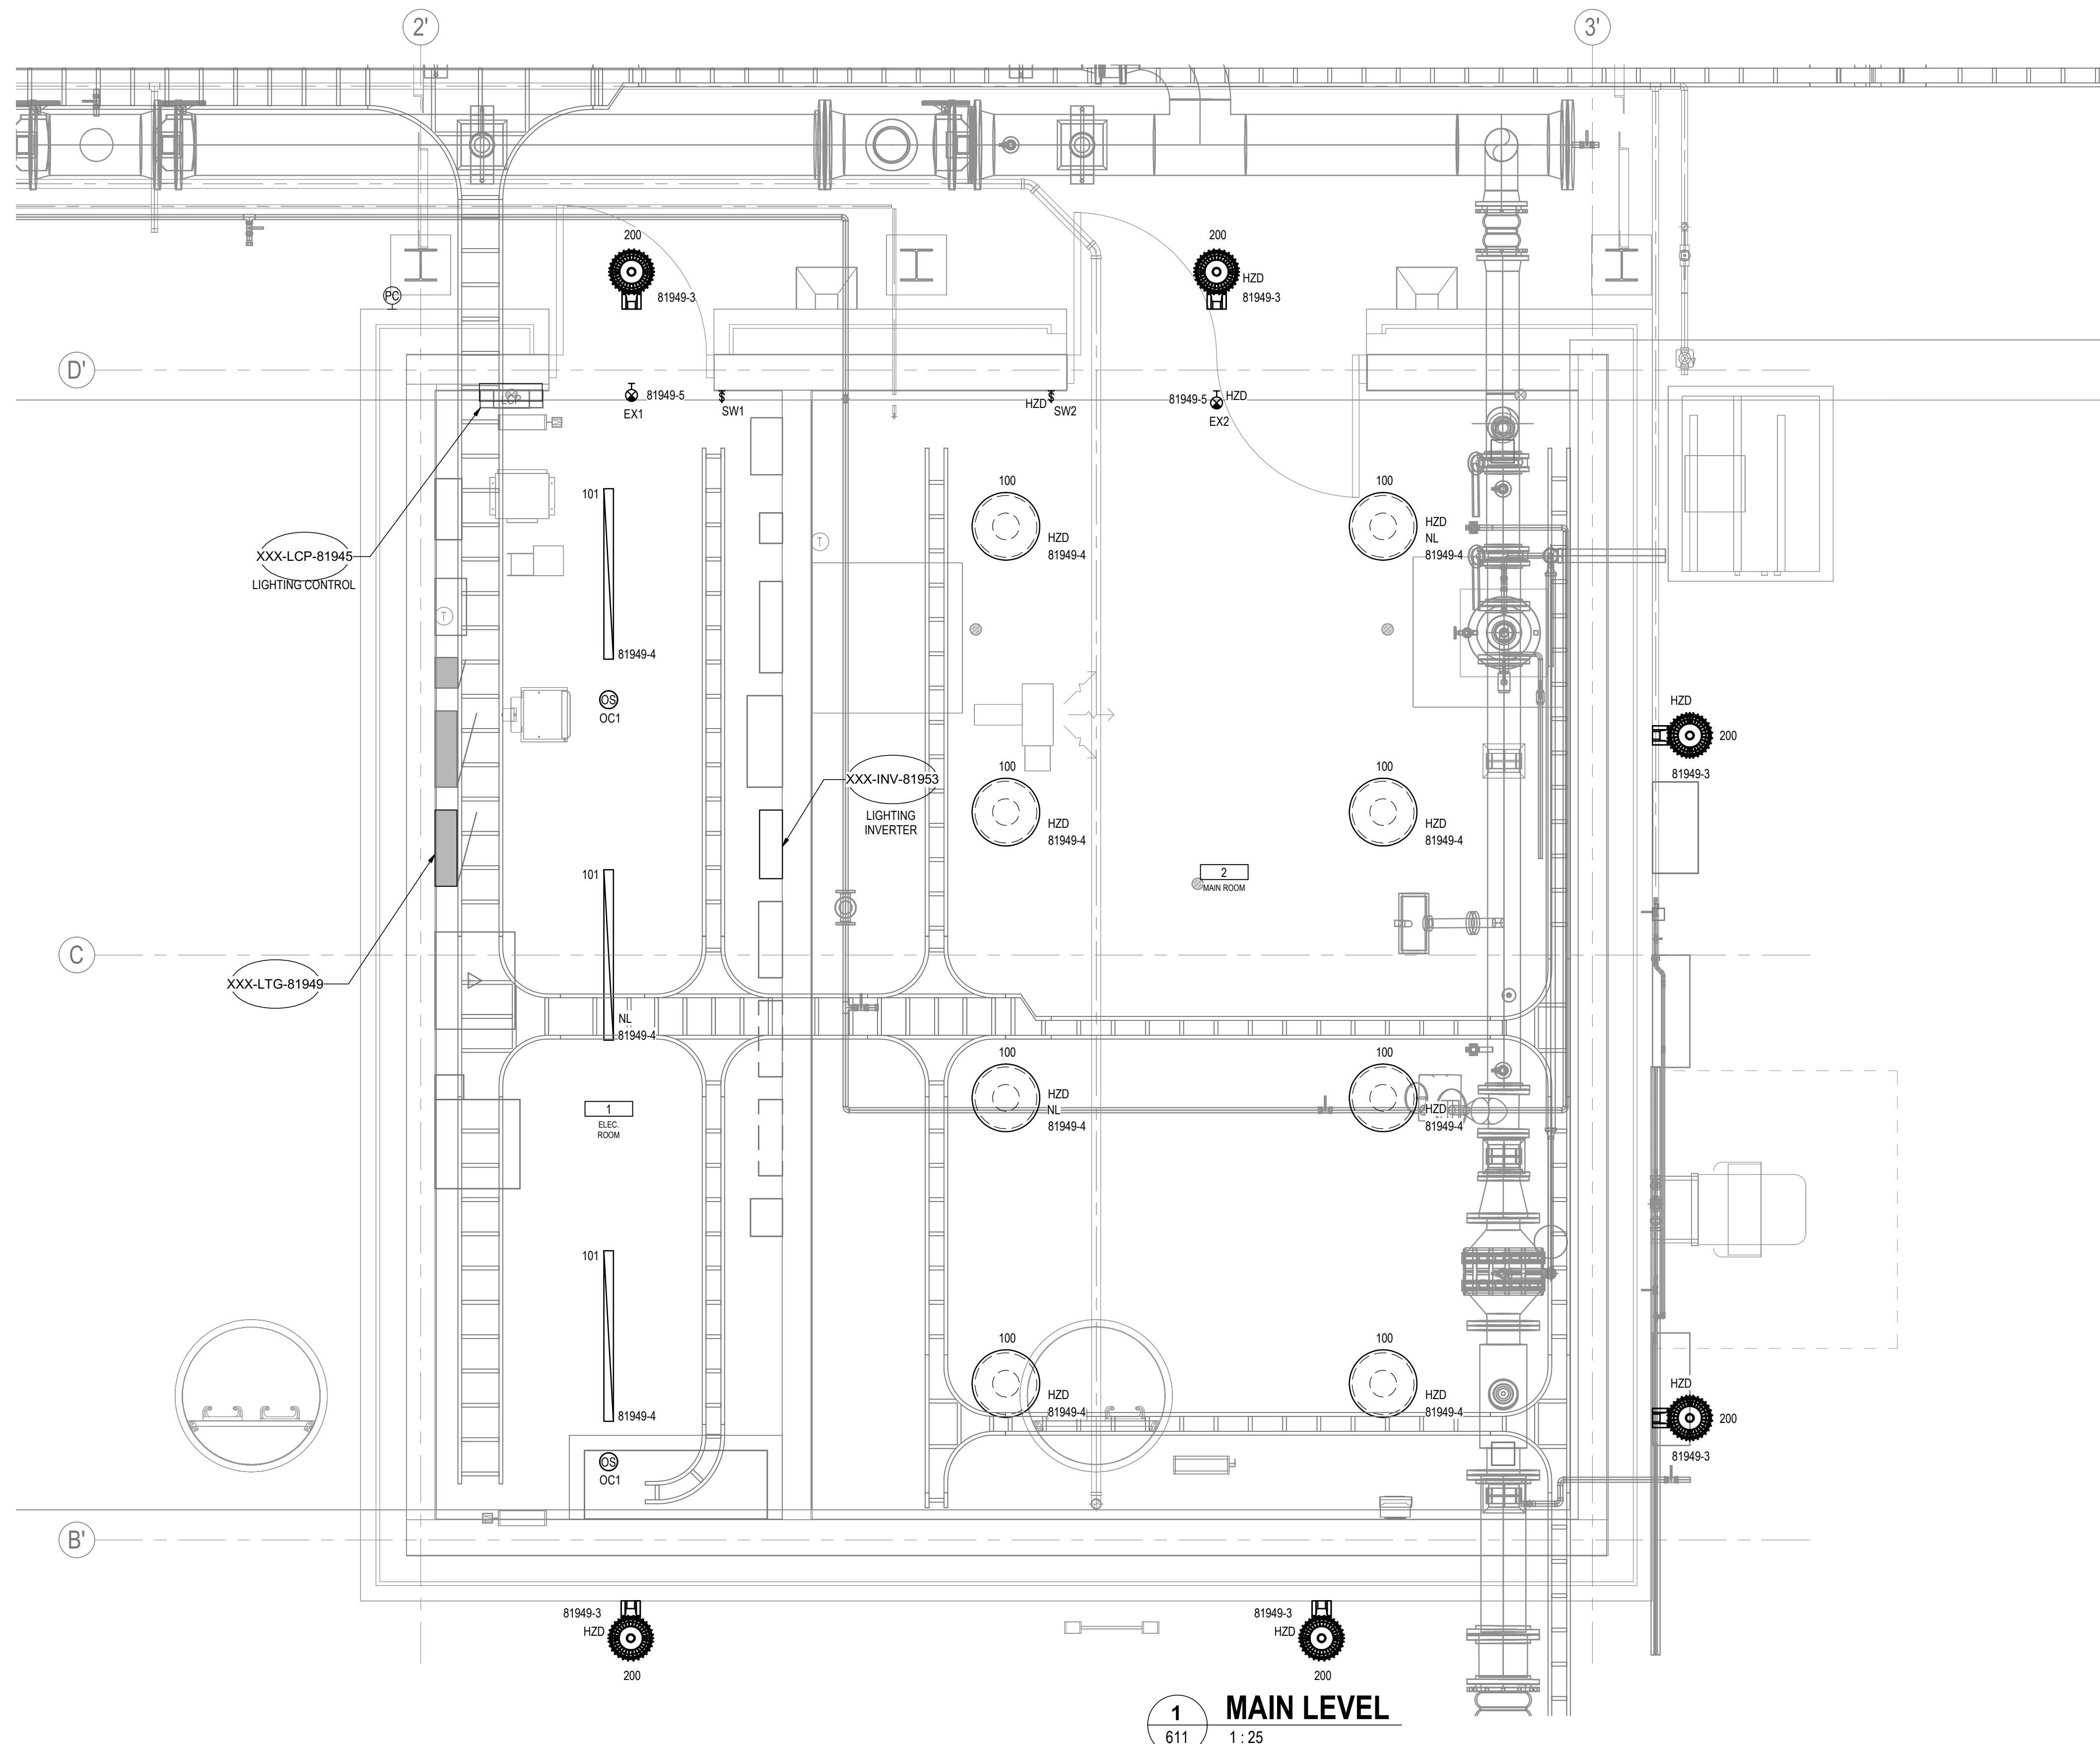 2'
3'
200
81949-3
200
HZD
81949-3
PC
D'
LCP
81949-5
EX1
SW1
HZD
SW2
81949-5
HZD
EX2
101
100
HZD
81949-4
100
HZD
NL
81949-4
XXX-LCP-81945
LIGHTING CONTROL
T
T
81949-4
OS
OC1
HZD
200
81949-3
XXX-INV-81953
LIGHTING
INVERTER
100
HZD
81949-4
100
HZD
81949-4
101
2
MAIN ROOM
C
XXX-LTG-81949
NL
81949-4
100
HZD
NL
81949-4
100
HZD
81949-4
1
ELEC.
ROOM
101
81949-4
100
HZD
81949-4
100
HZD
81949-4
HZD
200
81949-3
OS
OC1
B'
81949-3
HZD
200
81949-3
HZD
200
1
611
MAIN LEVEL
1 : 25